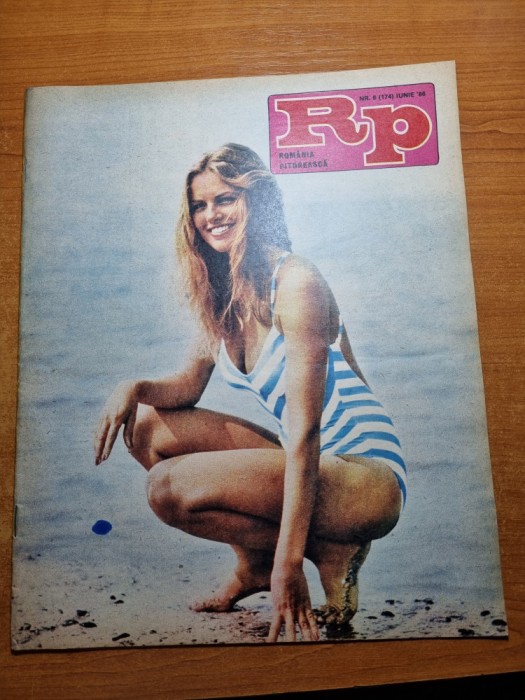 NR. 6 (174) IUNIE '86
Rp
ROMÂNIA
PITOREASCĂ